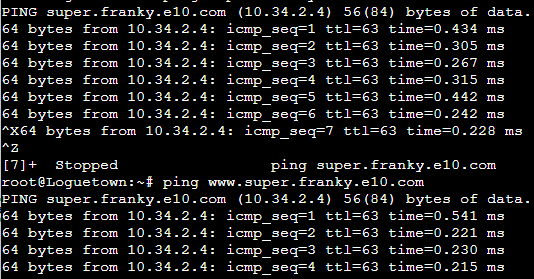 PING super.franky.e10.com (10.34.2.4) 56(84) bytes of data.
64 bytes from 10.34.2.4: icmp_seq=1 ttl=63 time=0.434 ms
64 bytes from 10.34.2.4: icmp_seq=2 ttl=63 time=0.305 ms
64 bytes from 10.34.2.4: icmp_seq=3 ttl=63 time=0.267 ms
64 bytes from 10.34.2.4: icmp_seq=4 ttl=63 time=0.315 ms
64 bytes from 10.34.2.4: icmp_seq=5 ttl=63 time=0.442 ms
64 bytes from 10.34.2.4: icmp_seq=6 ttl=63 time=0.242 ms
^X64 bytes from 10.34.2.4: icmp_seq=7 ttl=63 time=0.228 ms
^Z
[7]+  Stopped                 ping super.franky.e10.com
root@Loguetown:~# ping www.super.franky.e10.com
PING super.franky.e10.com (10.34.2.4) 56(84) bytes of data.
64 bytes from 10.34.2.4: icmp_seq=1 ttl=63 time=0.541 ms
64 bytes from 10.34.2.4: icmp_seq=2 ttl=63 time=0.221 ms
64 bytes from 10.34.2.4: icmp_seq=3 ttl=63 time=0.230 ms
64 bytes from 10.34.2.4: icmp_seq=4 ttl=63 time=0.215 ms